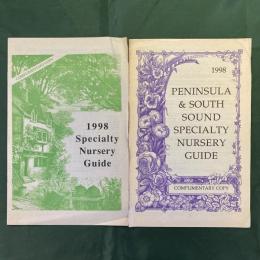 1998
Specialty
Nursery
Guide
1998
PENINSULA
& SOUTH
SOUND
SPECIALTY
NURSERY
GUIDE
COMPLIMENTARY COPY